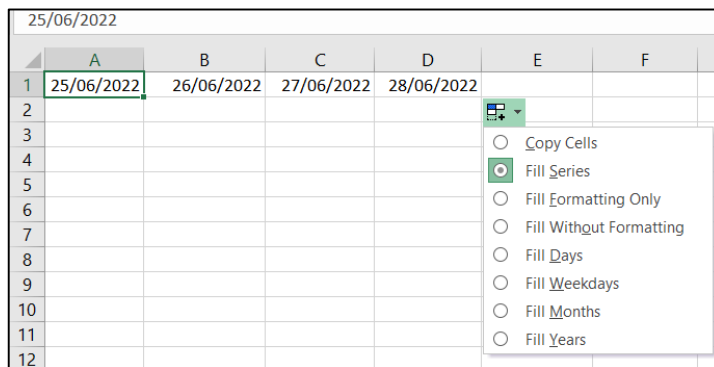 25/06/2022
A B C D E F
1 25/06/2022 26/06/2022 27/06/2022 28/06/2022
2
3
Copy Cells
4
Fill Series
5
Fill Formatting Only
6
7
Fill Without Formatting
8
Fill Days
9
Fill Weekdays
10
Fill Months
11
Fill Years
12